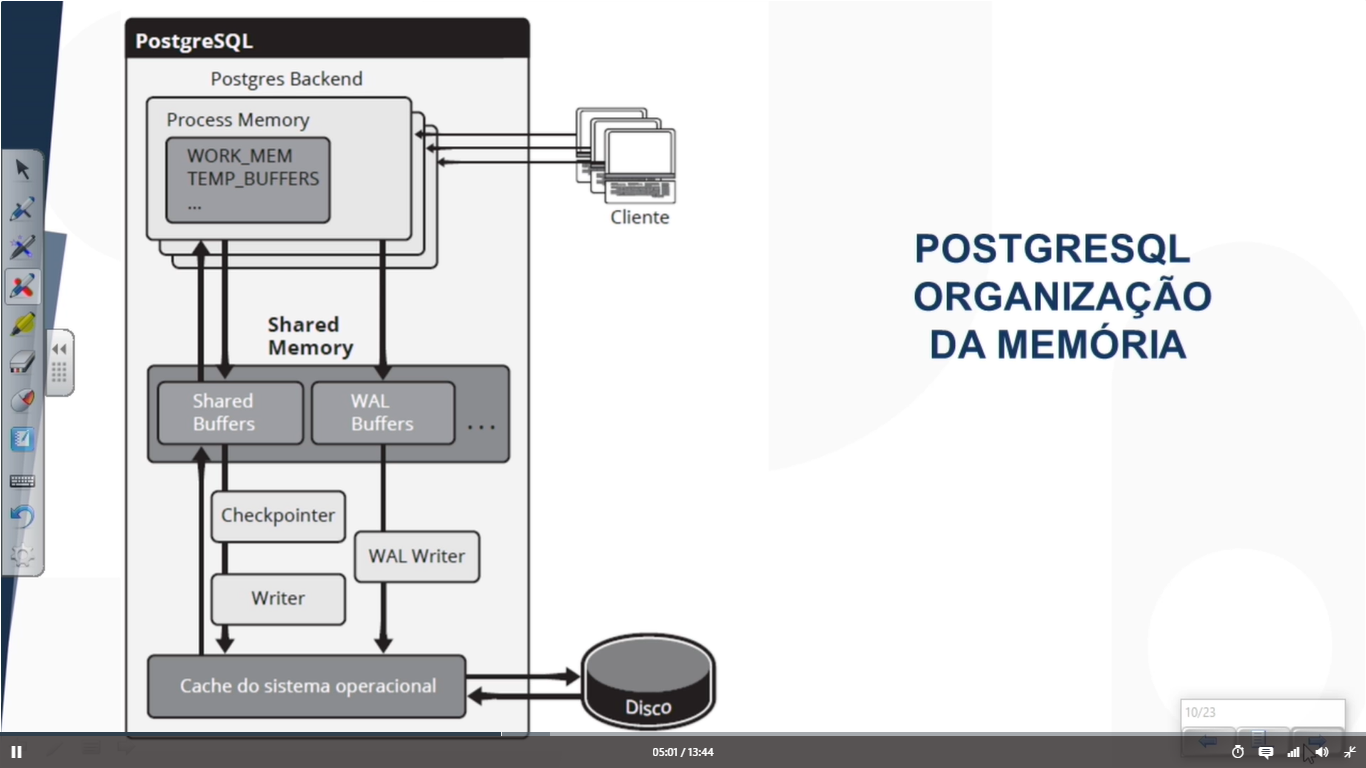 PostgreSQL
Postgres Backend
Process Memory
WORK_MEM
TEMP_BUFFERS
...
Cliente
POSTGRESQL
ORGANIZAÇÃO
DA MEMÓRIA
Shared
Memory
Shared
Buffers
WAL
Buffers
...
Checkpointer
WAL Writer
Writer
Cache do sistema operacional
Disco
10/23
05:01 / 13:44